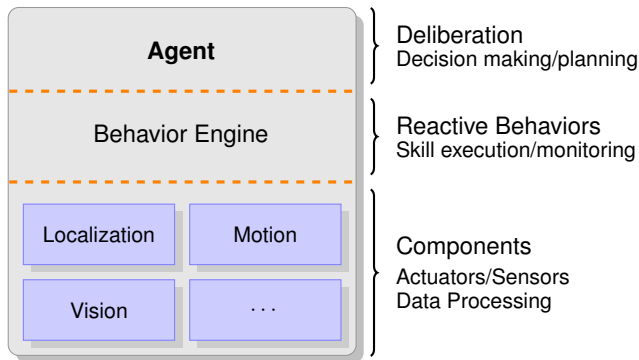 Agent
Deliberation
Decision making/planning
Behavior Engine
Reactive Behaviors
Skill execution/monitoring
Localization
Motion
Vision
···
Components
Actuators/Sensors
Data Processing